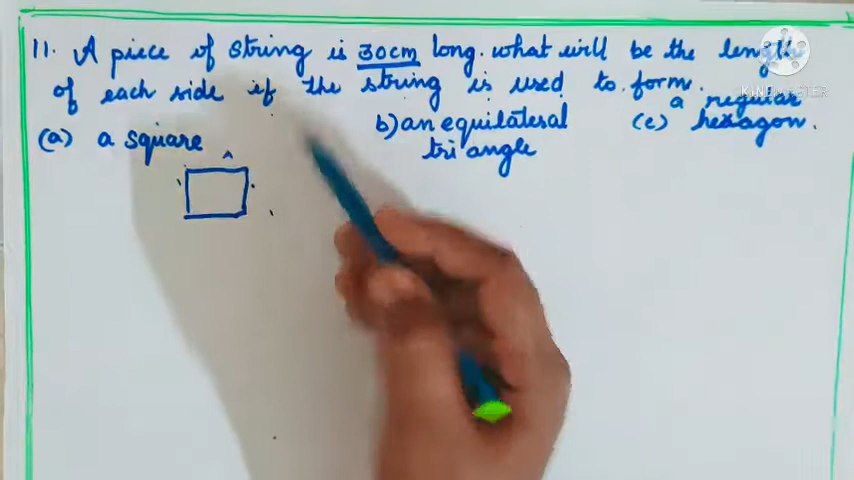 11. A piece of string is 30cm long. what will be the length
of each side if the string is used to form.
(a) a square
b) an equilateral
triangle
(c) a regular
hexagon.
KINEMASTER